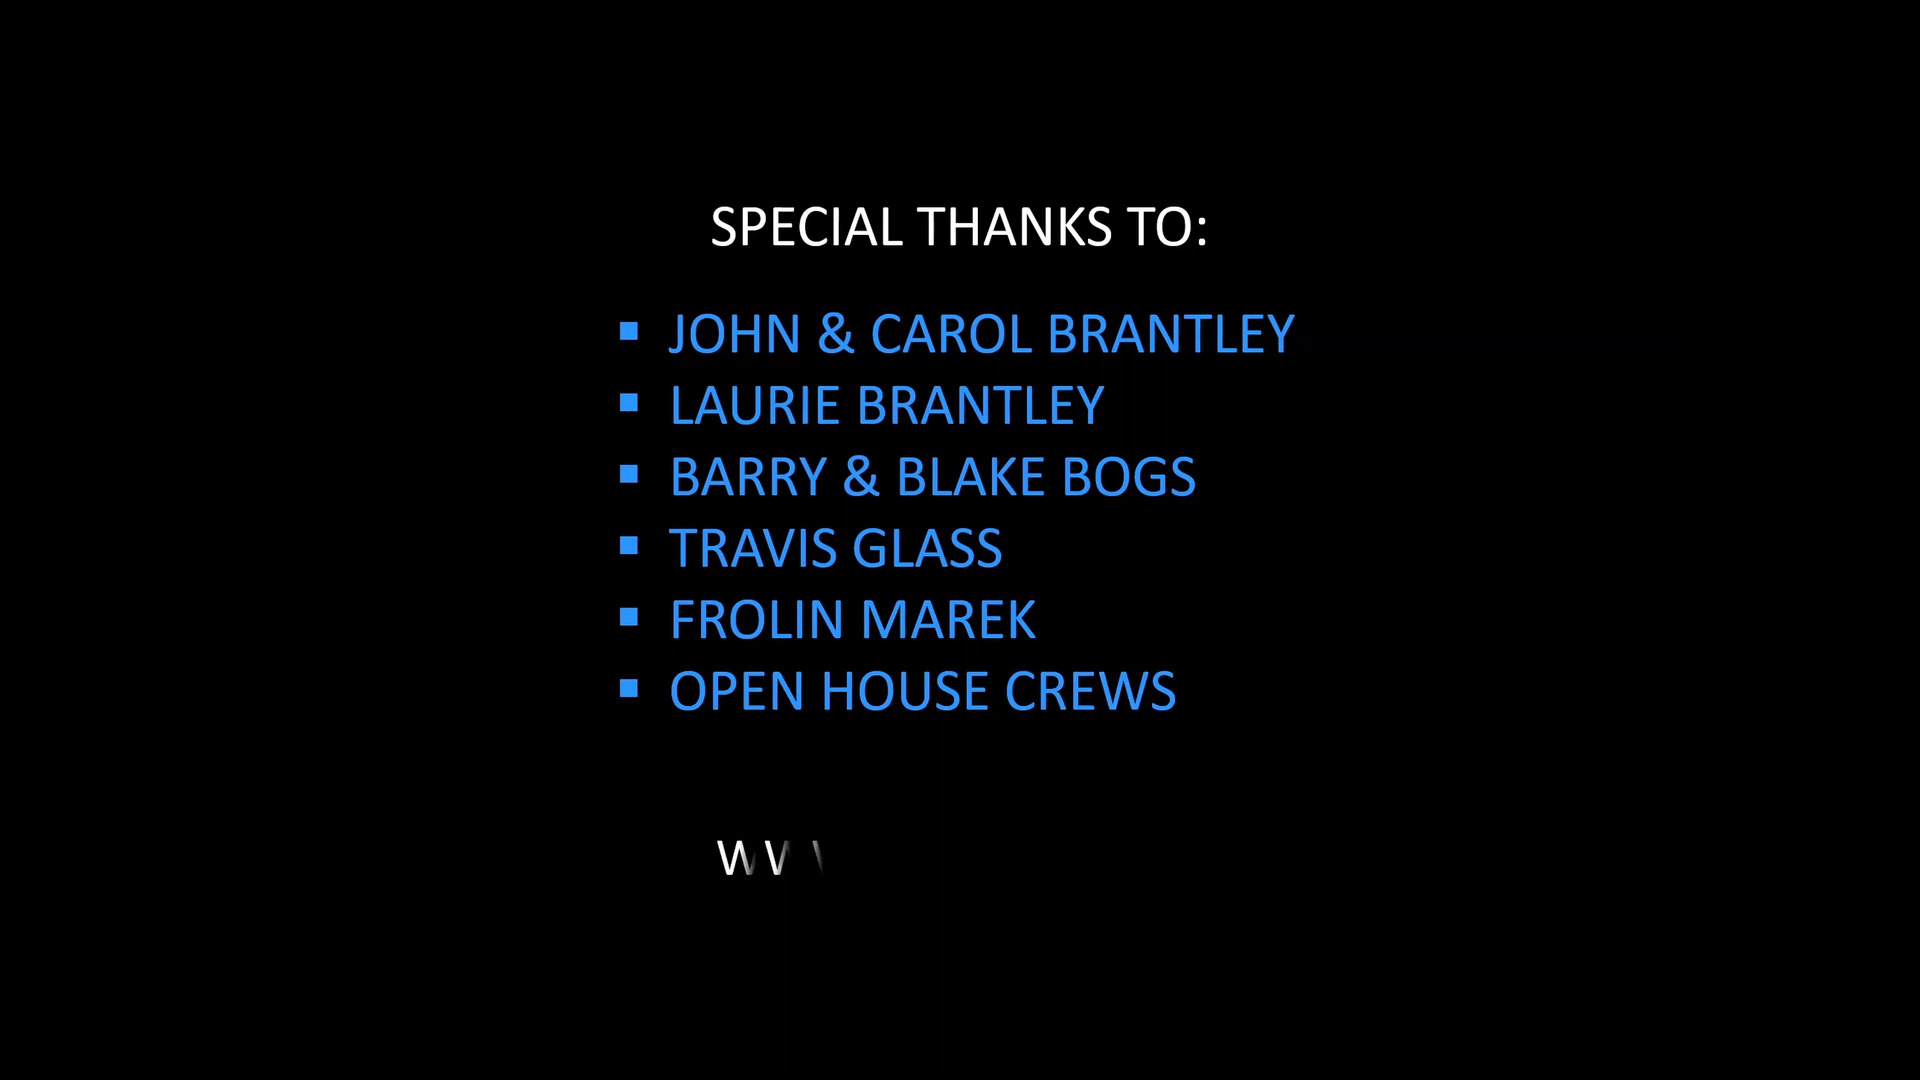 SPECIAL THANKS TO:
▪ JOHN & CAROL BRANTLEY
▪ LAURIE BRANTLEY
▪ BARRY & BLAKE BOGS
▪ TRAVIS GLASS
▪ FROLIN MAREK
▪ OPEN HOUSE CREWS